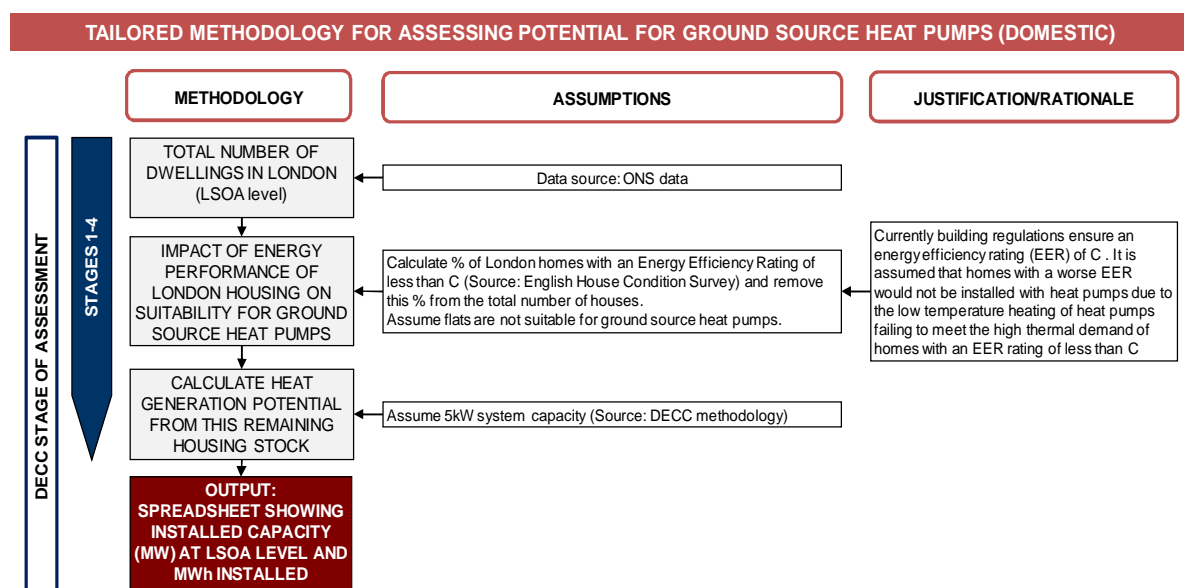 TAILORED METHODOLOGY FOR ASSESSING POTENTIAL FOR GROUND SOURCE HEAT PUMPS (DOMESTIC)
METHODOLOGY
ASSUMPTIONS
JUSTIFICATION/RATIONALE
DECC STAGE OF ASSESSMENT
STAGES 1-4
TOTAL NUMBER OF
DWELLINGS IN LONDON
(LSOA level)
Data source: ONS data
IMPACT OF ENERGY
PERFORMANCE OF
LONDON HOUSING ON
SUITABILITY FOR GROUND
SOURCE HEAT PUMPS
Calculate % of London homes with an Energy Efficiency Rating of
less than C (Source: English House Condition Survey) and remove
this % from the total number of houses.
Assume flats are not suitable for ground source heat pumps.
Currently building regulations ensure an
energy efficiency rating (EER) of C . It is
assumed that homes with a worse EER
would not be installed with heat pumps due to
the low temperature heating of heat pumps
failing to meet the high thermal demand of
homes with an EER rating of less than C
CALCULATE HEAT
GENERATION POTENTIAL
FROM THIS REMAINING
HOUSING STOCK
Assume 5kW system capacity (Source: DECC methodology)
OUTPUT:
SPREADSHEET SHOWING
INSTALLED CAPACITY
(MW) AT LSOA LEVEL AND
MWh INSTALLED